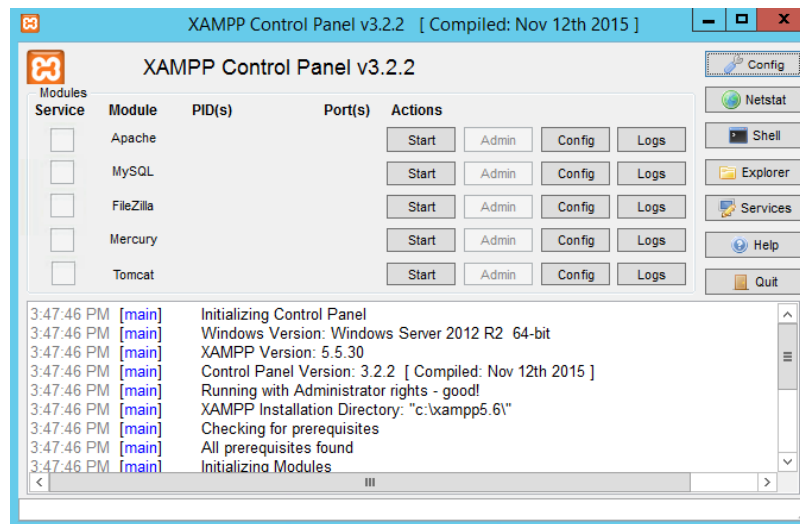 XAMPP Control Panel v3.2.2 [ Compiled: Nov 12th 2015 ]
XAMPP Control Panel v3.2.2
Config
Modules
Service Module PID(s) Port(s) Actions
Netstat
Apache Start Admin Config Logs
Shell
MySQL Start Admin Config Logs
Explorer
FileZilla Start Admin Config Logs
Services
Mercury Start Admin Config Logs
Help
Tomcat Start Admin Config Logs
Quit
3:47:46 PM [main] Initializing Control Panel
3:47:46 PM [main] Windows Version: Windows Server 2012 R2 64-bit
3:47:46 PM [main] XAMPP Version: 5.5.30
3:47:46 PM [main] Control Panel Version: 3.2.2 [ Compiled: Nov 12th 2015 ]
3:47:46 PM [main] Running with Administrator rights - good!
3:47:46 PM [main] XAMPP Installation Directory: "c:\xampp5.6\"
3:47:46 PM [main] Checking for prerequisites
3:47:46 PM [main] All prerequisites found
3:47:46 PM [main] Initializing Modules